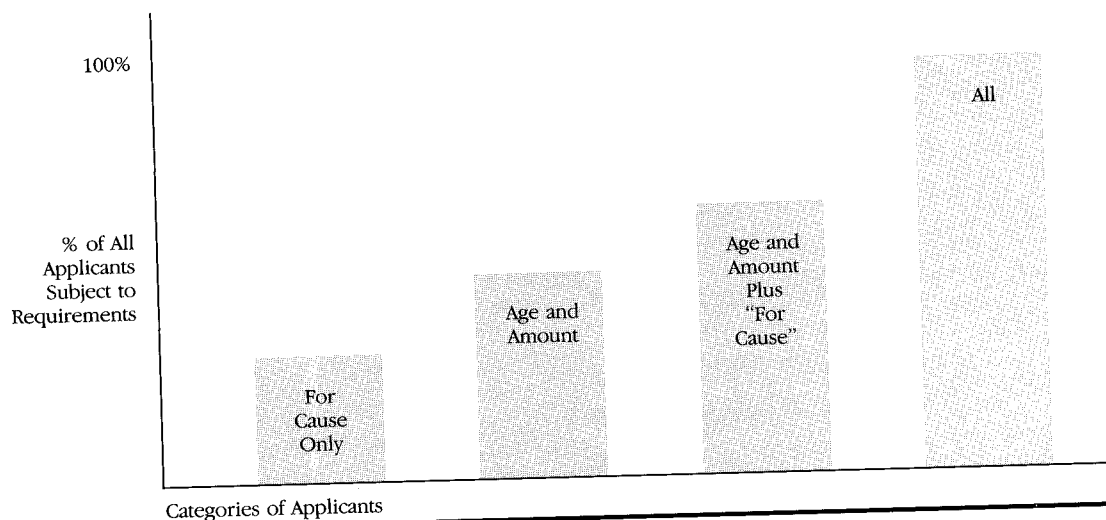 100%
% of All
Applicants
Subject to
Requirements
For
Cause
Only
Age and
Amount
Age and
Amount
Plus
“For
Cause”
All
Categories of Applicants